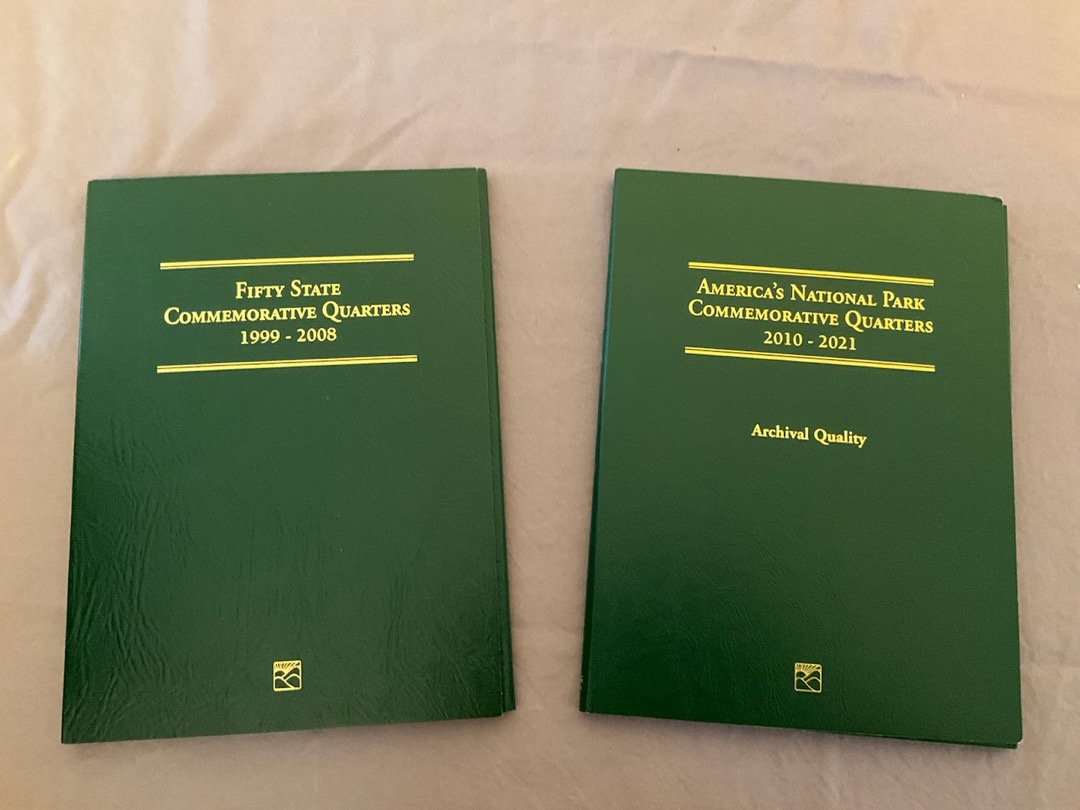 Fifty State
Commemorative Quarters
1999 - 2008
America's National Park
Commemorative Quarters
2010 - 2021
Archival Quality